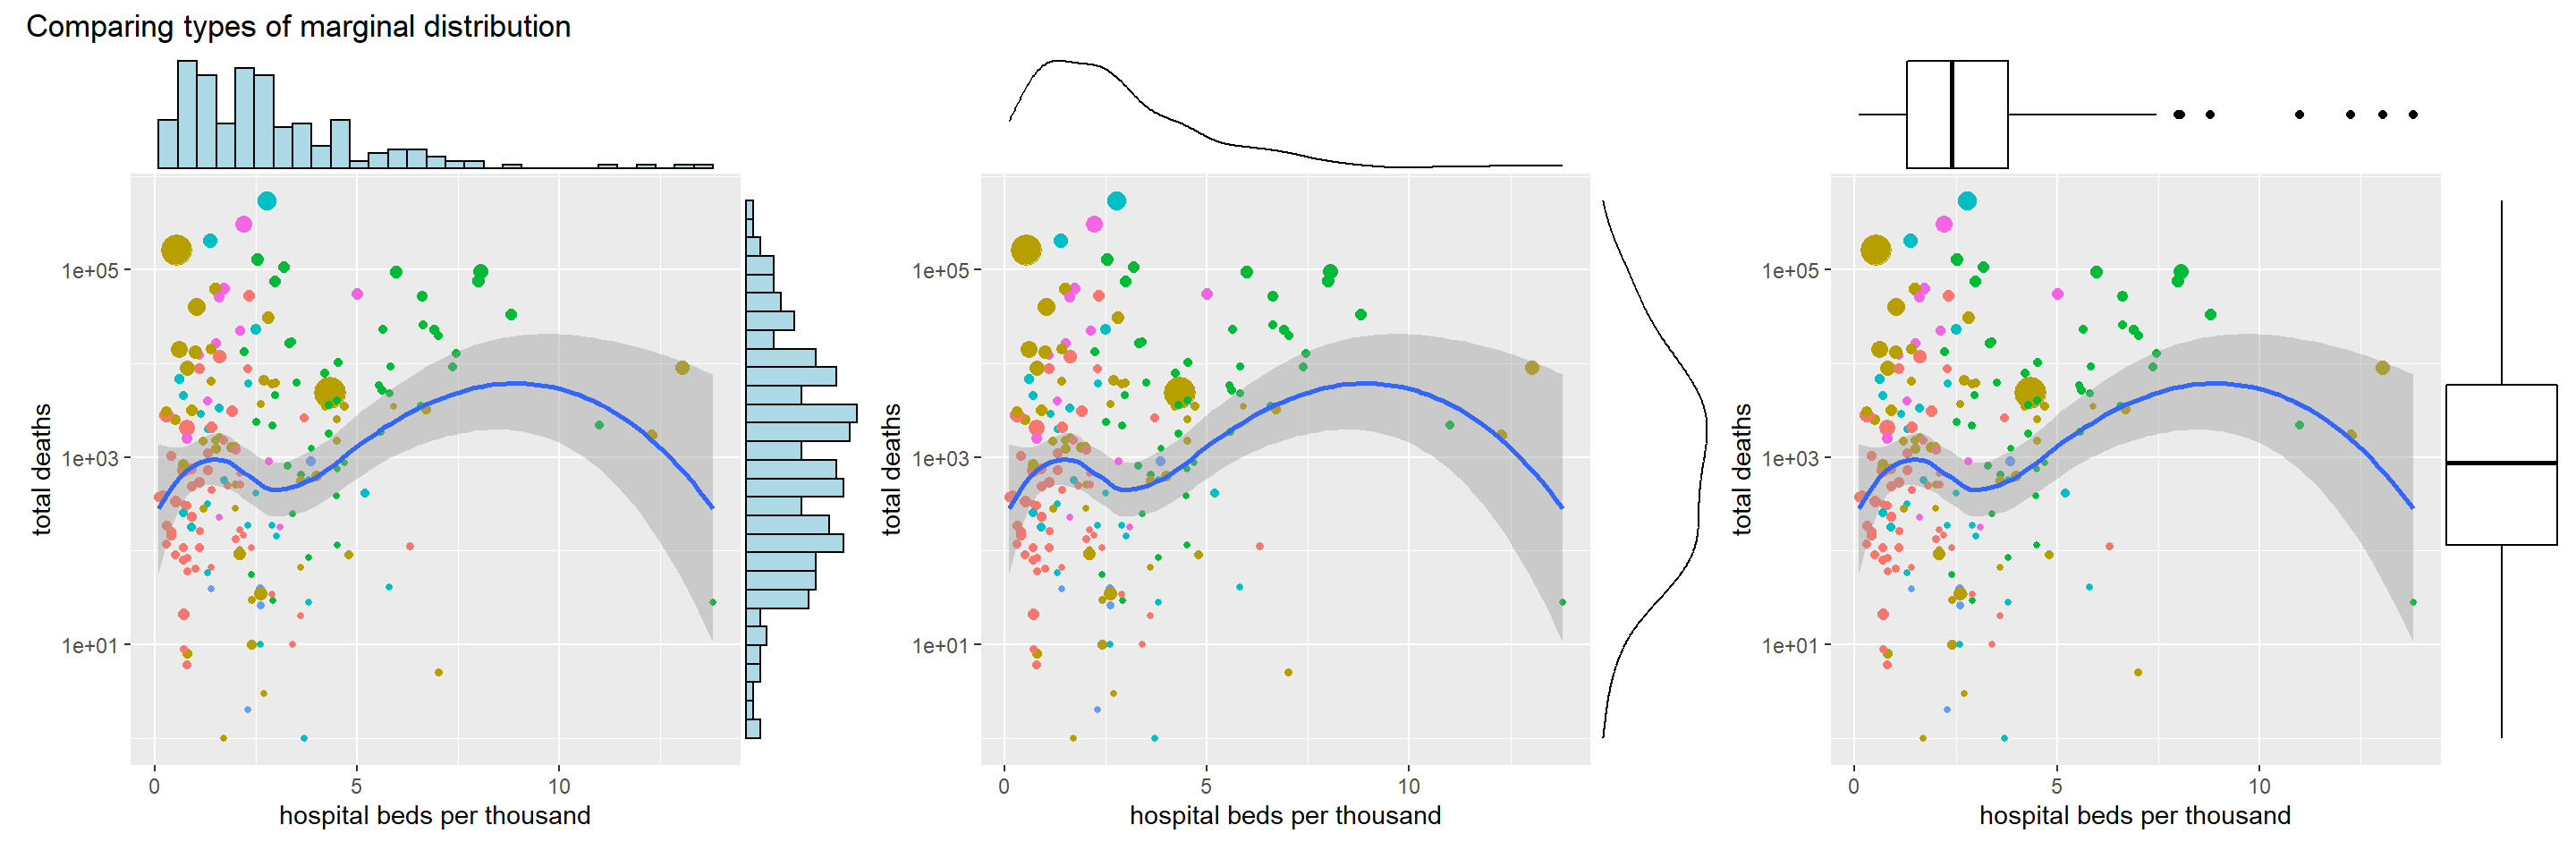 Comparing types of marginal distribution
1e+05
1e+03
1e+01
total deaths
0 5 10
hospital beds per thousand
1e+05
1e+03
1e+01
total deaths
0 5 10
hospital beds per thousand
1e+05
1e+03
1e+01
total deaths
0 5 10
hospital beds per thousand